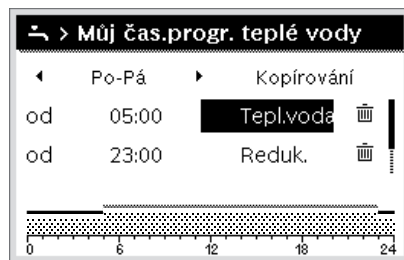 > Můj čas.progr. teplé vody
Po-Pá Kopírování
od 05:00 Tepl.voda
od 23:00 Reduk.
0 6 12 18 24